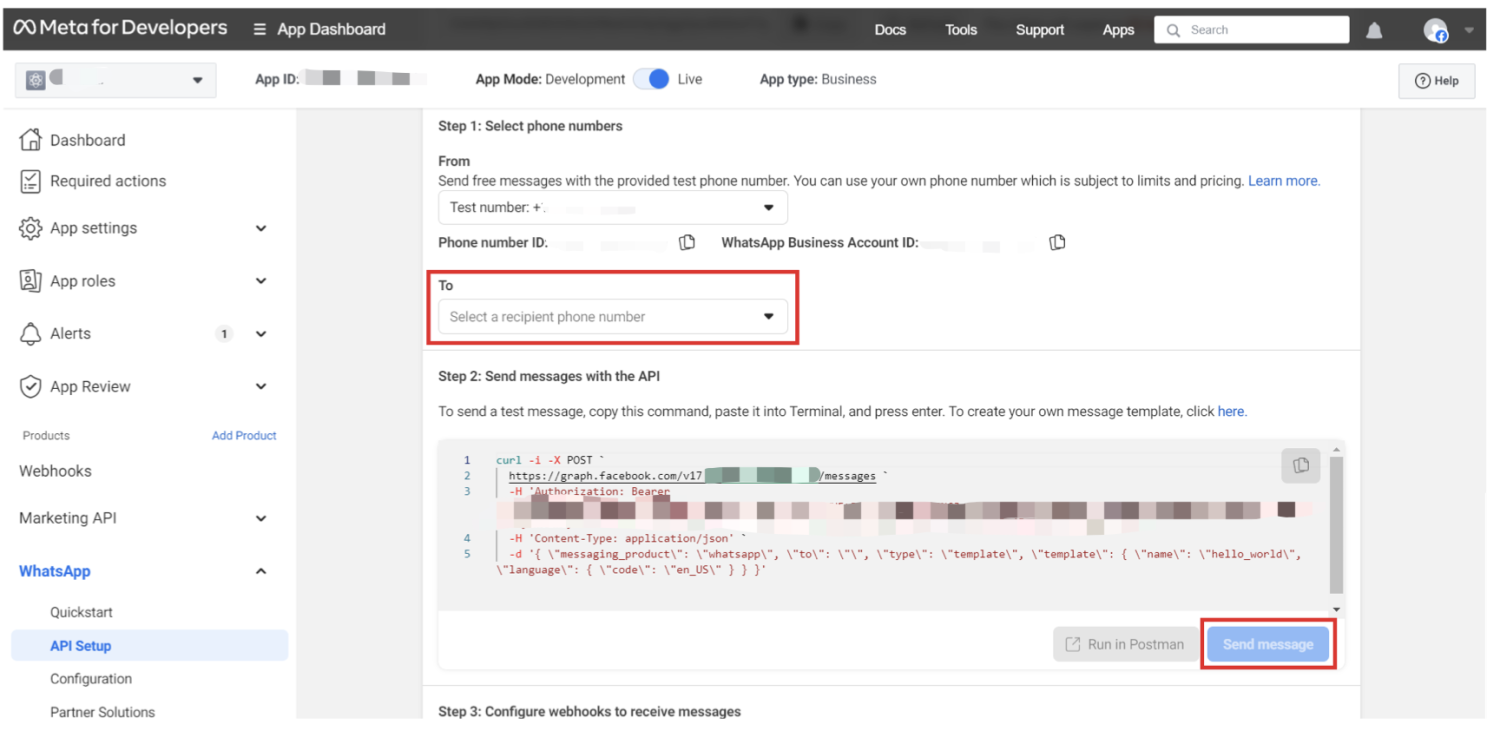 Meta for Developers
App Dashboard
Docs
Tools
Support
Apps
Search
App ID:
App Mode: Development
Live
App type: Business
Help
Dashboard
Required actions
App settings
App roles
Alerts
1
App Review
Products
Add Product
Webhooks
Marketing API
WhatsApp
Quickstart
API Setup
Configuration
Partner Solutions
Step 1: Select phone numbers
From
Send free messages with the provided test phone number. You can use your own phone number which is subject to limits and pricing. Learn more.
Test number: +
Phone number ID:
WhatsApp Business Account ID:
To
Select a recipient phone number
Step 2: Send messages with the API
To send a test message, copy this command, paste it into Terminal, and press enter. To create your own message template, click here.
1 curl -i -X POST `
2 https://graph.facebook.com/v17 /messages `
3 -H 'Authorization: Bearer
4 -H 'Content-Type: application/json' `
5 -d '{ \"messaging_product\": \"whatsapp\", \"to\": \"\", \"type\": \"template\", \"template\": { \"name\": \"hello_world\",
\"language\": { \"code\": \"en_US\" } } }'
Run in Postman
Send message
Step 3: Configure webhooks to receive messages